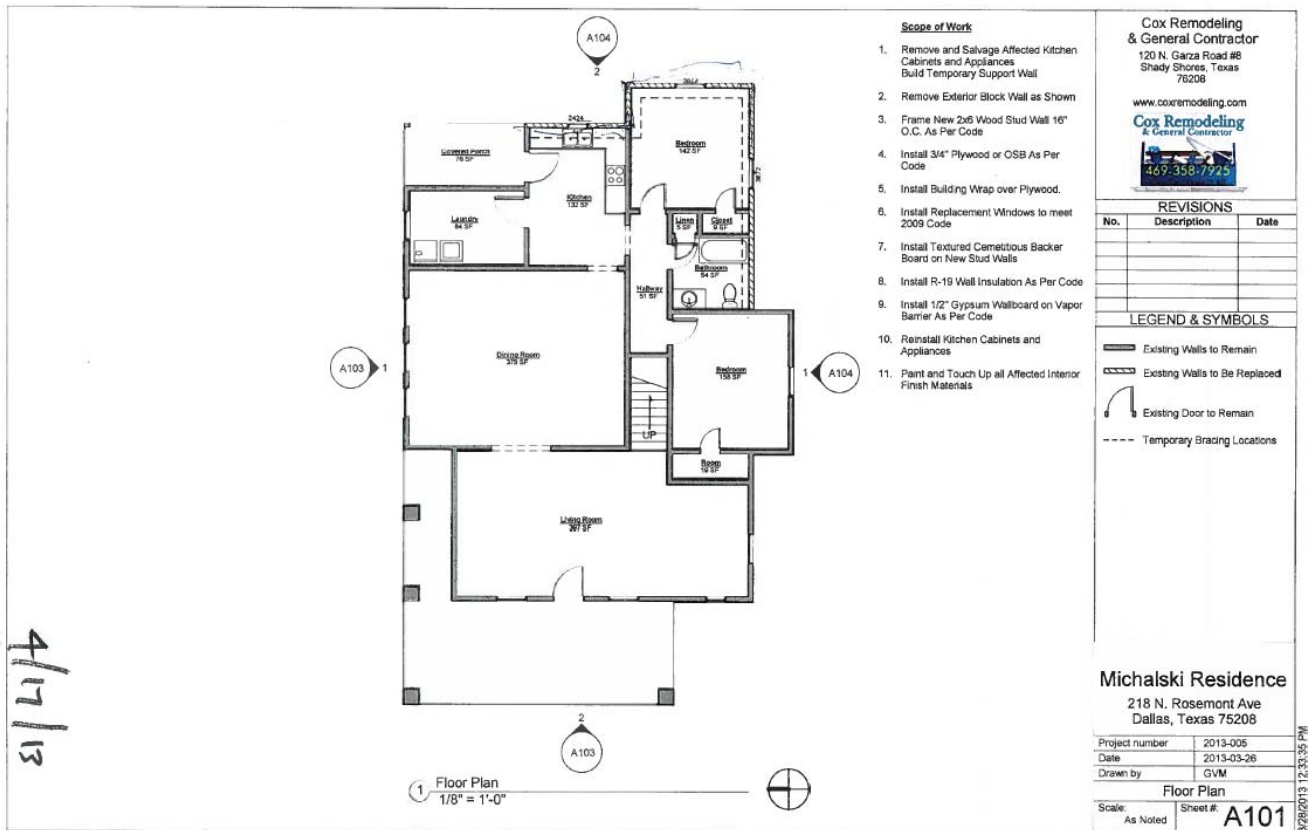 A104
2
2424
3864
Covered Porch
76 SF
Bedroom
142 SF
3872
Kitchen
132 SF
Laundry
84 SF
Linen
5 SF
Closet
9 SF
Bathroom
54 SF
Hallway
51 SF
Dining Room
375 SF
A103
1
Bedroom
158 SF
1
A104
UP
Room
19 SF
Living Room
397 SF
2
A103
1
Floor Plan
1/8" = 1'-0"
4/17/13
Scope of Work
1. Remove and Salvage Affected Kitchen
Cabinets and Appliances
Build Temporary Support Wall
2. Remove Exterior Block Wall as Shown
3. Frame New 2x6 Wood Stud Wall 16"
O.C. As Per Code
4. Install 3/4" Plywood or OSB As Per
Code
5. Install Building Wrap over Plywood.
6. Install Replacement Windows to meet
2009 Code
7. Install Textured Cemetitious Backer
Board on New Stud Walls
8. Install R-19 Wall Insulation As Per Code
9. Install 1/2" Gypsum Wallboard on Vapor
Barrier As Per Code
10. Reinstall Kitchen Cabinets and
Appliances
11. Paint and Touch Up all Affected Interior
Finish Materials
Cox Remodeling
& General Contractor
120 N. Garza Road #8
Shady Shores, Texas
76208
www.coxremodeling.com
Cox Remodeling
& General Contractor
469-358-7925
REVISIONS
No. Description Date
LEGEND & SYMBOLS
Existing Walls to Remain
Existing Walls to Be Replaced
Existing Door to Remain
Temporary Bracing Locations
Michalski Residence
218 N. Rosemont Ave
Dallas, Texas 75208
Project number 2013-005
Date 2013-03-26
Drawn by GVM
Floor Plan
Scale: As Noted
Sheet #: A101
/28/2013 12:33:35 PM